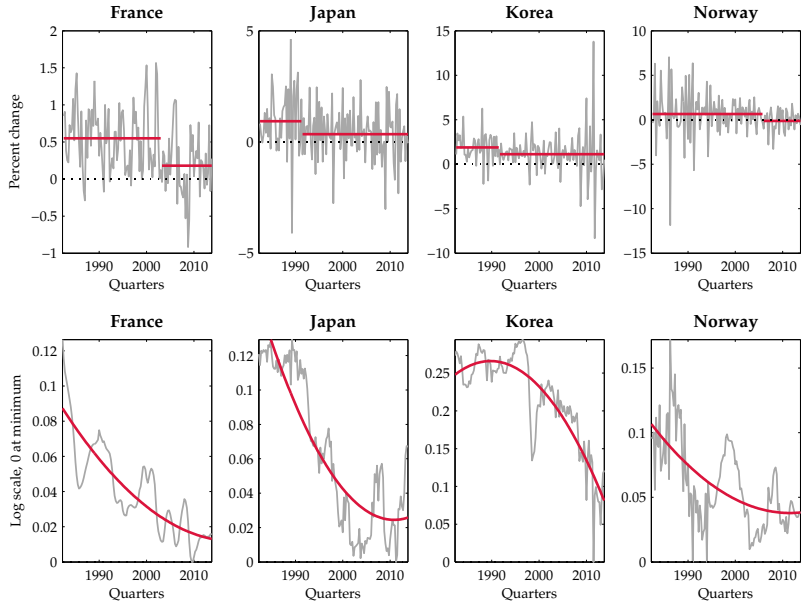 France
Japan
Korea
Norway
Percent change
2
1.5
1
0.5
0
−0.5
−1
5
0
−5
15
10
5
0
−5
−10
10
5
0
−5
−10
−15
1990 2000 2010
1990 2000 2010
1990 2000 2010
1990 2000 2010
Quarters
Quarters
Quarters
Quarters
France
Japan
Korea
Norway
Log scale, 0 at minimum
0.12
0.1
0.08
0.06
0.04
0.02
0
0.12
0.1
0.08
0.06
0.04
0.02
0
0.25
0.2
0.15
0.1
0.05
0
0.15
0.1
0.05
0
1990 2000 2010
1990 2000 2010
1990 2000 2010
1990 2000 2010
Quarters
Quarters
Quarters
Quarters